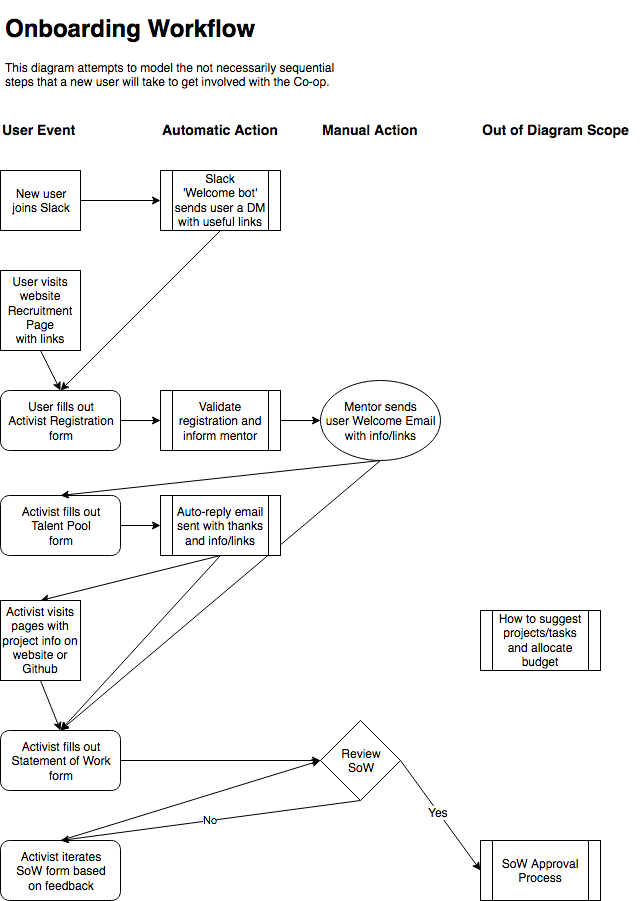 Onboarding Workflow
This diagram attempts to model the not necessarily sequential
steps that a new user will take to get involved with the Co-op.
User Event
Automatic Action
Manual Action
Out of Diagram Scope
New user
joins Slack
Slack
'Welcome bot'
sends user a DM
with useful links
User visits
website
Recruitment
Page
with links
User fills out
Activist Registration
form
Validate
registration and
inform mentor
Mentor sends
user Welcome Email
with info/links
Activist fills out
Talent Pool
form
Auto-reply email
sent with thanks
and info/links
Activist visits
pages with
project info on
website or
Github
How to suggest
projects/tasks
and allocate
budget
Activist fills out
Statement of Work
form
Review
SoW
No
Yes
Activist iterates
SoW form based
on feedback
SoW Approval
Process